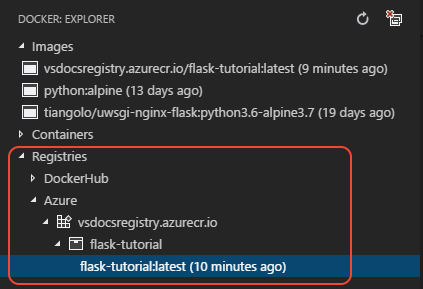 DOCKER: EXPLORER
Images
vsdocsregistry.azurecr.io/flask-tutorial:latest (9 minutes ago)
python:alpine (13 days ago)
tiangolo/uwsgi-nginx-flask:python3.6-alpine3.7 (19 days ago)
Containers
Registries
DockerHub
Azure
vsdocsregistry.azurecr.io
flask-tutorial
flask-tutorial:latest (10 minutes ago)